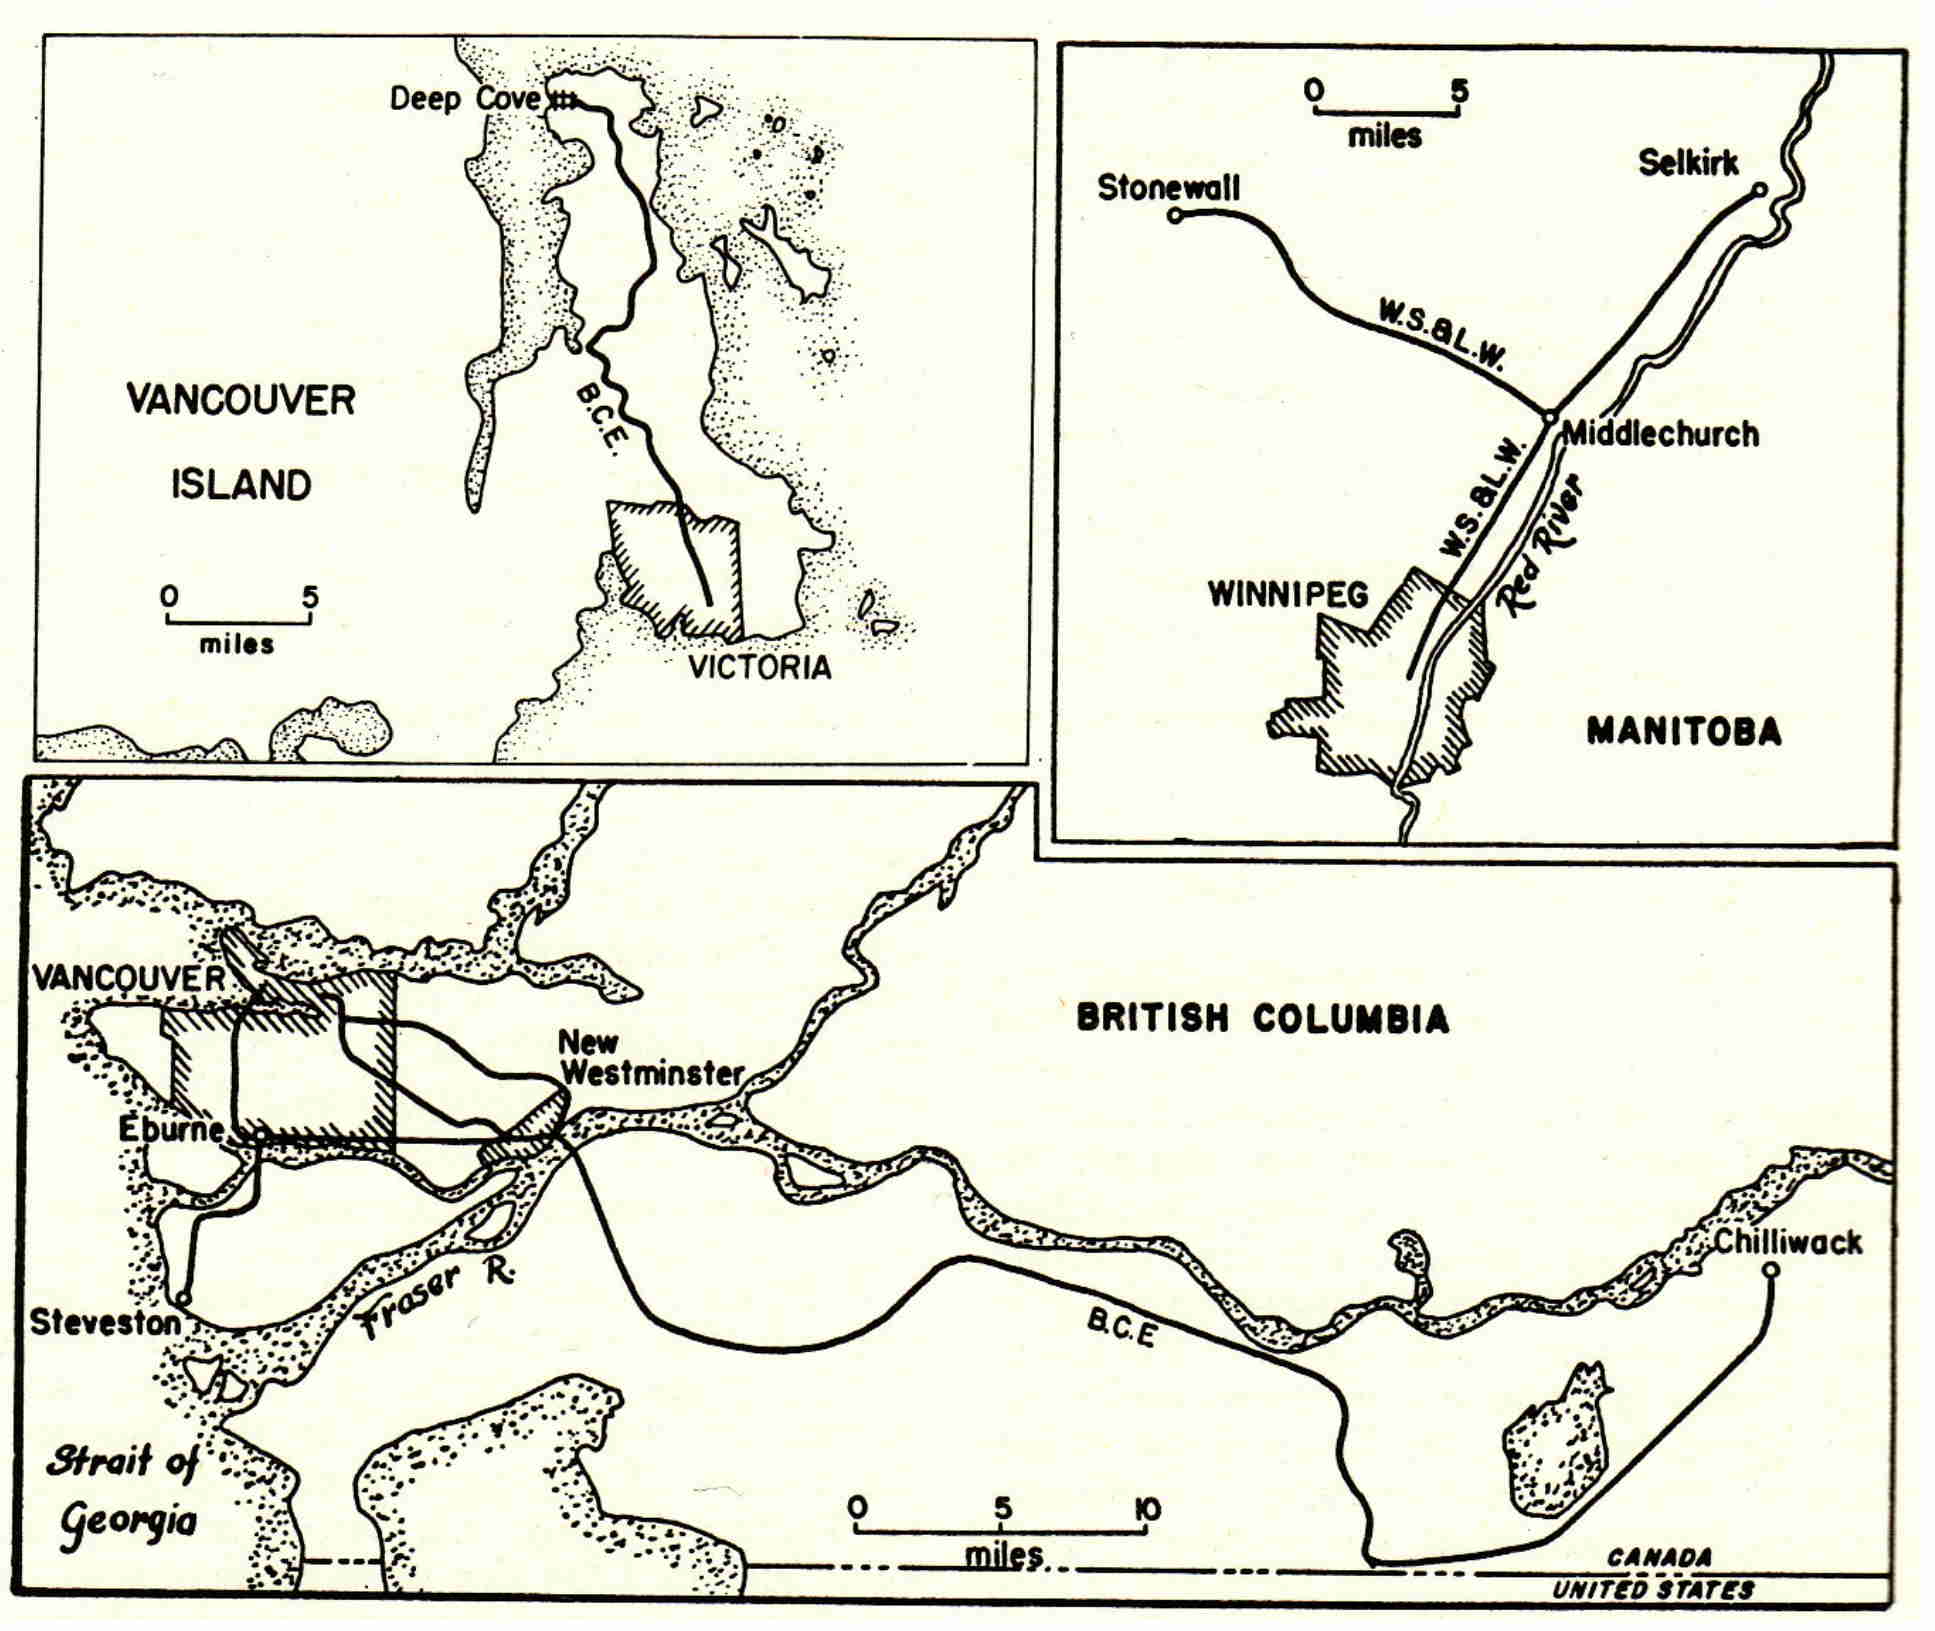 Deep Cove
VANCOUVER
ISLAND
B.C.E.
0 5
miles
VICTORIA
0 5
miles
Stonewall
Selkirk
W.S.&L.W.
Middlechurch
W.S.&L.W.
Red River
WINNIPEG
MANITOBA
VANCOUVER
New
Westminster
BRITISH COLUMBIA
Eburne
Chilliwack
Steveston
Fraser R.
B.C.E
Strait of
Georgia
0 5 10
miles
CANADA
UNITED STATES